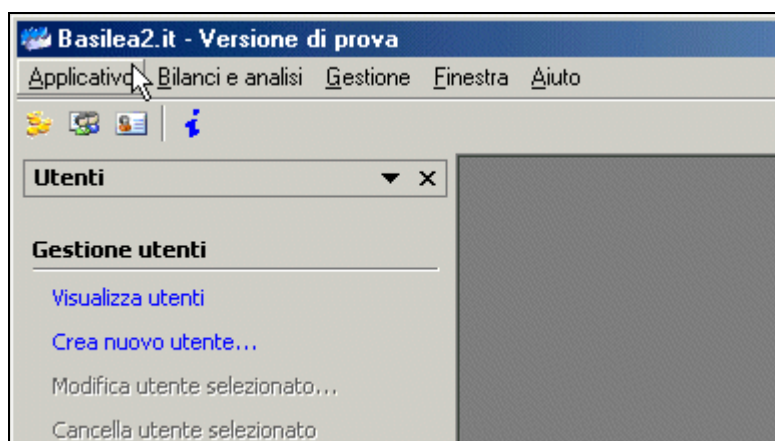 Basilea2.it - Versione di prova
Applicativo Bilanci e analisi Gestione Finestra Aiuto
Utenti
Gestione utenti
Visualizza utenti
Crea nuovo utente...
Modifica utente selezionato...
Cancella utente selezionato